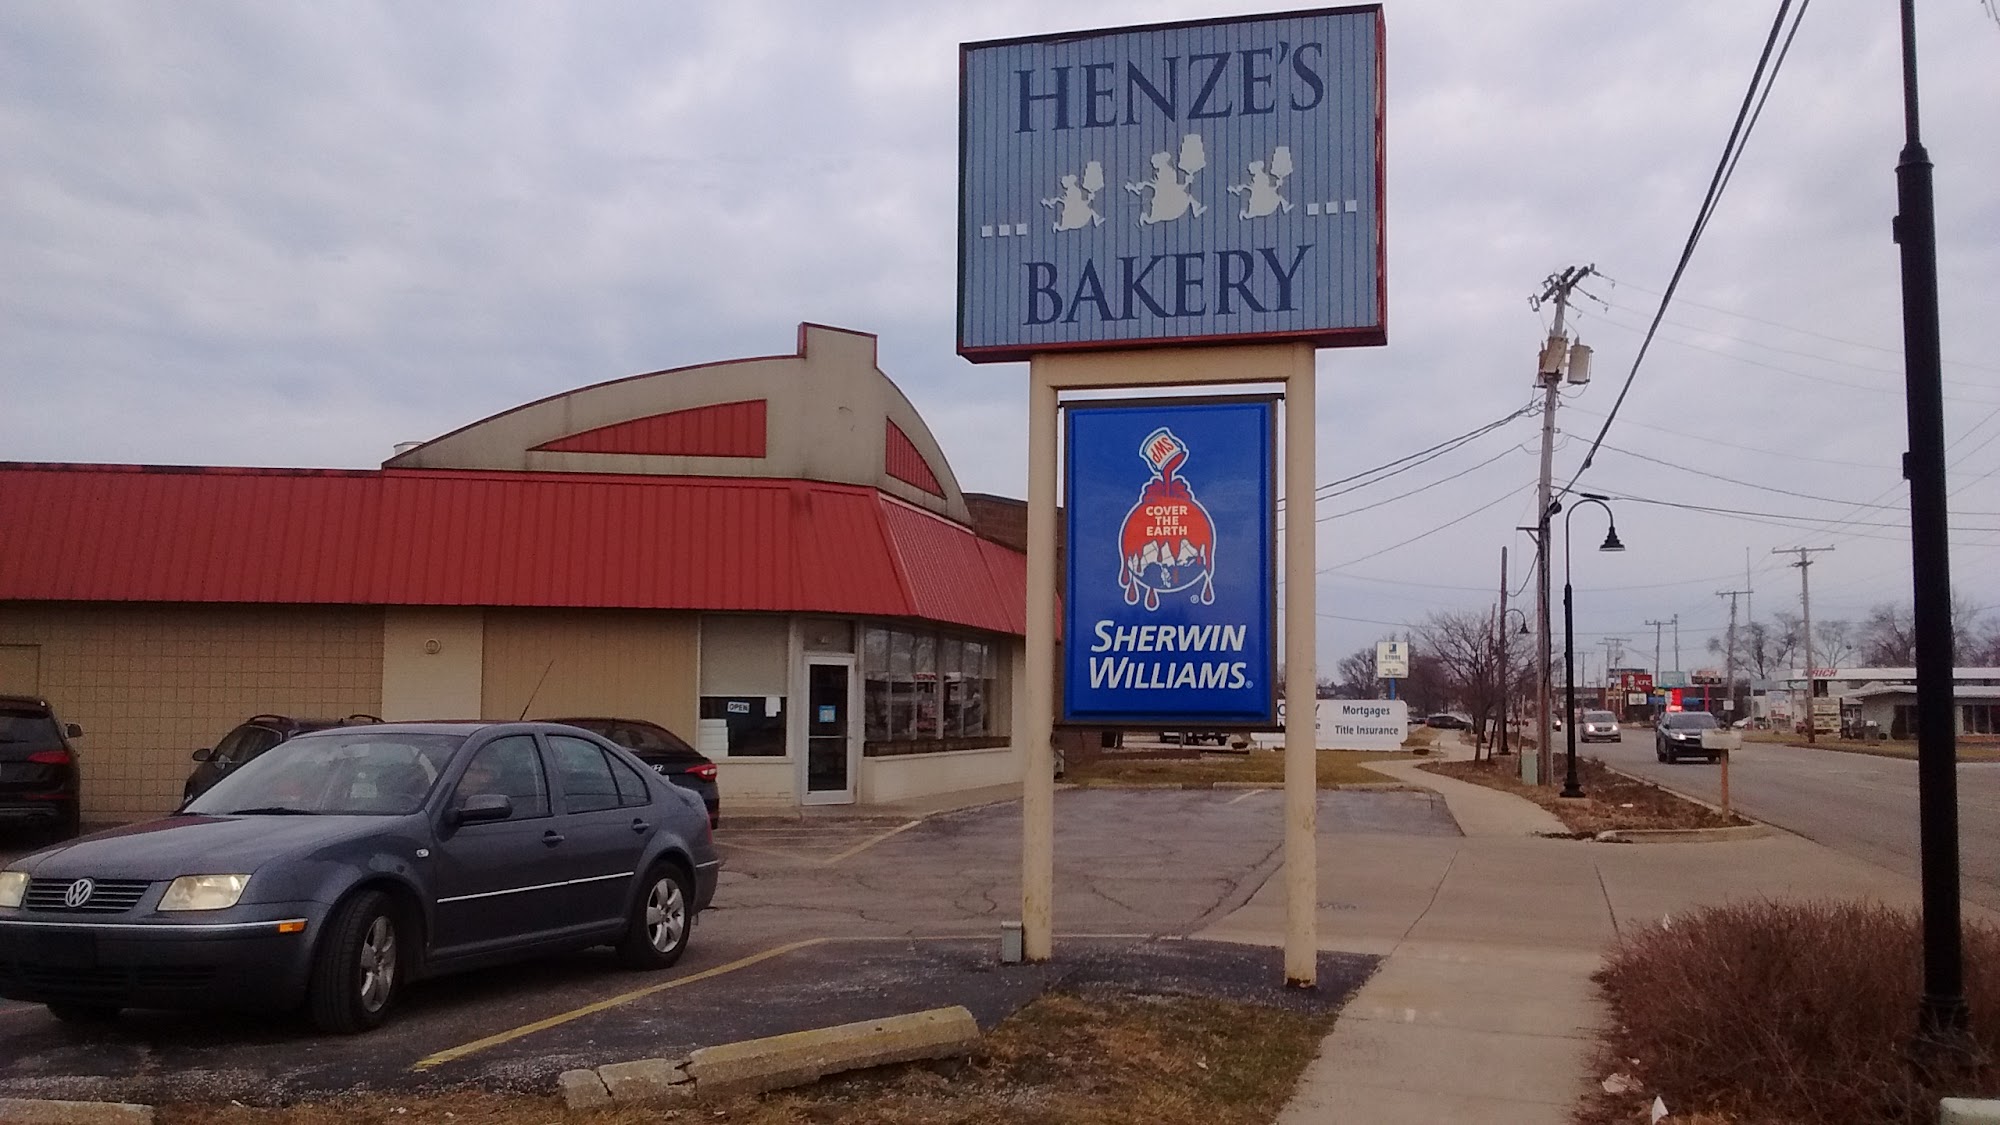 HENZE'S
BAKERY
SWP
COVER
THE
EARTH
®
SHERWIN
WILLIAMS®
OPEN
Mortgages
Title Insurance
KFC